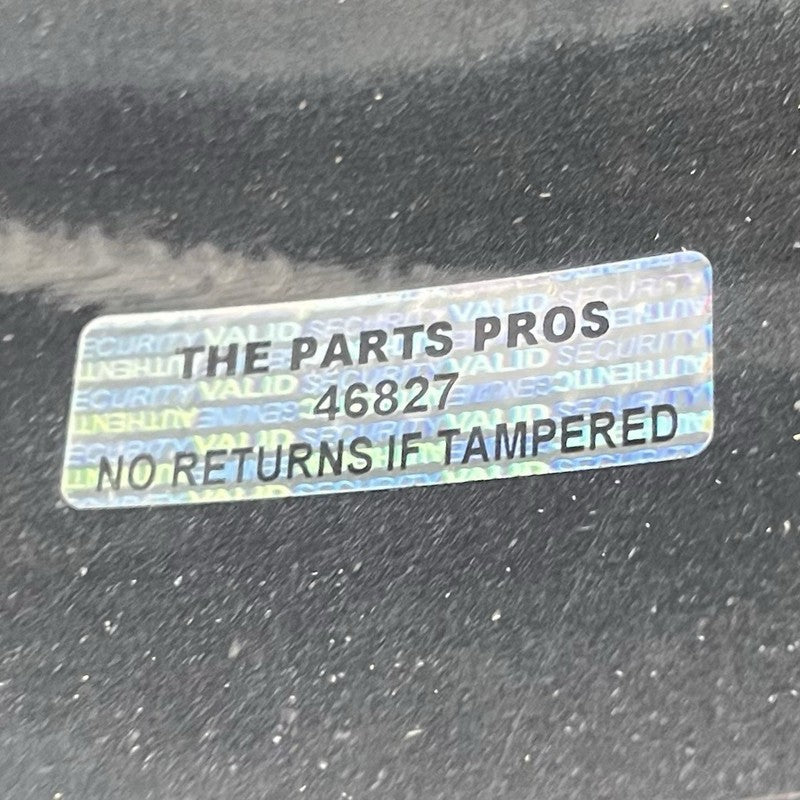 THE PARTS PROS
46827
NO RETURNS IF TAMPERED